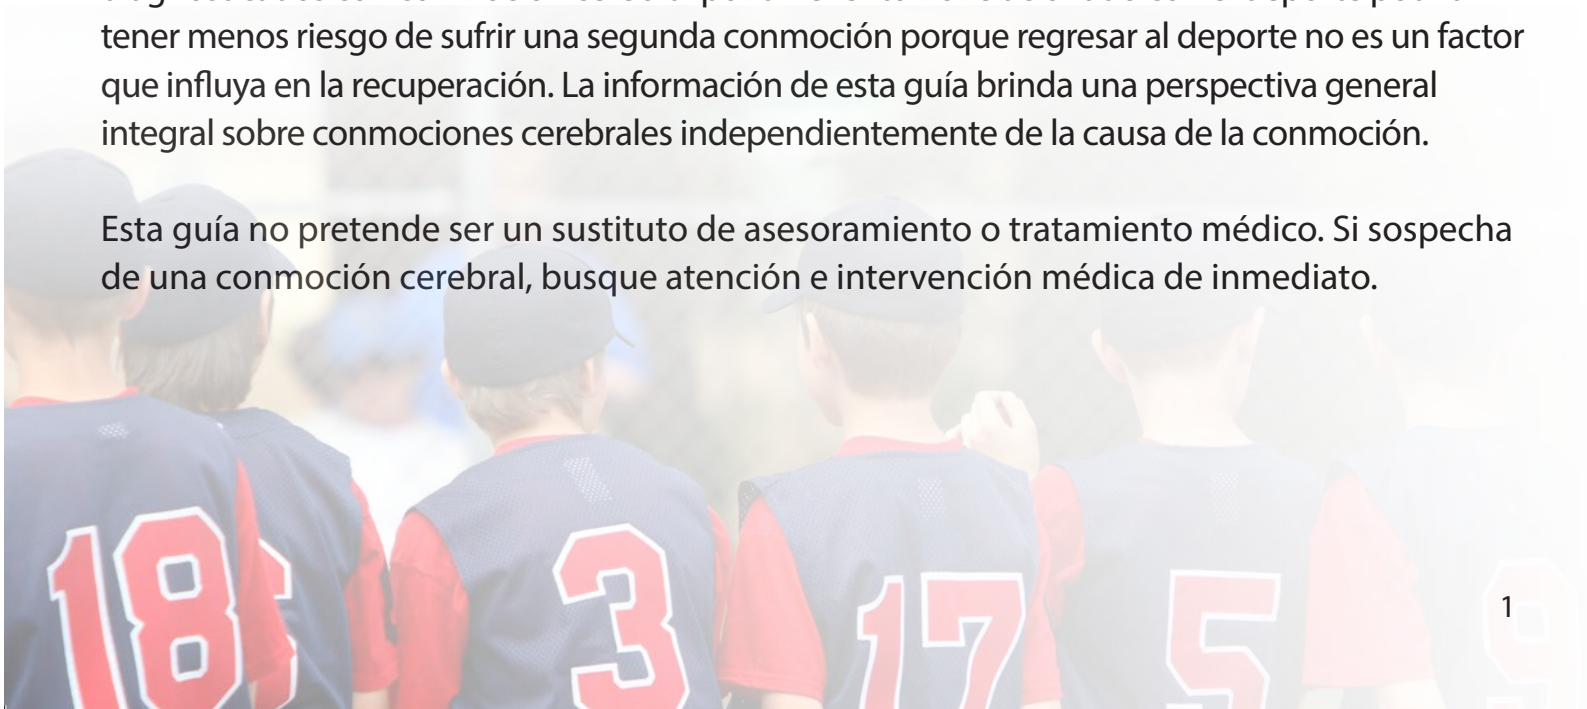 tener menos riesgo de sufrir una segunda conmoción porque regresar al deporte no es un factor
que influya en la recuperación. La información de esta guía brinda una perspectiva general
integral sobre conmociones cerebrales independientemente de la causa de la conmoción.
Esta guía no pretende ser un sustituto de asesoramiento o tratamiento médico. Si sospecha
de una conmoción cerebral, busque atención e intervención médica de inmediato.
18
3
17
5
9
1